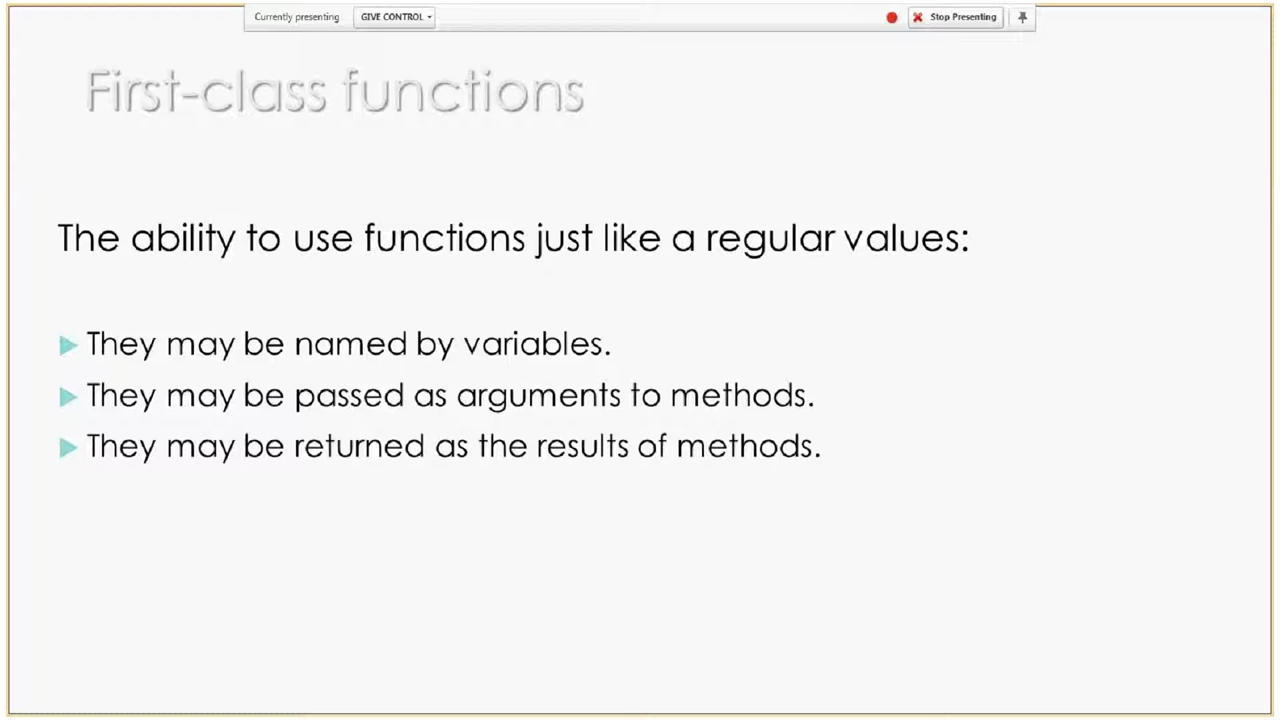 Currently presenting GIVE CONTROL Stop Presenting
First-class functions
The ability to use functions just like a regular values:
They may be named by variables.
They may be passed as arguments to methods.
They may be returned as the results of methods.